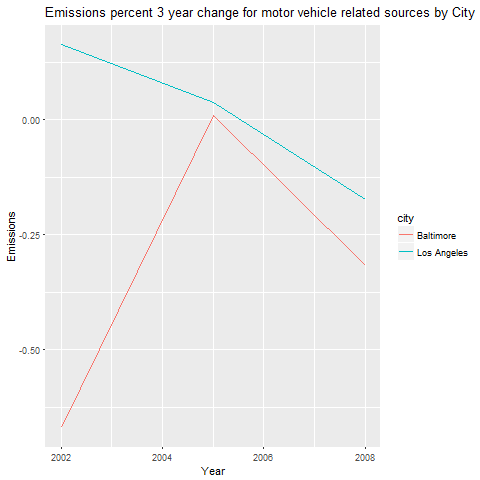 Emissions percent 3 year change for motor vehicle related sources by City
0.00
-0.25
-0.50
Emissions
2002
2004
2006
2008
Year
city
Baltimore
Los Angeles